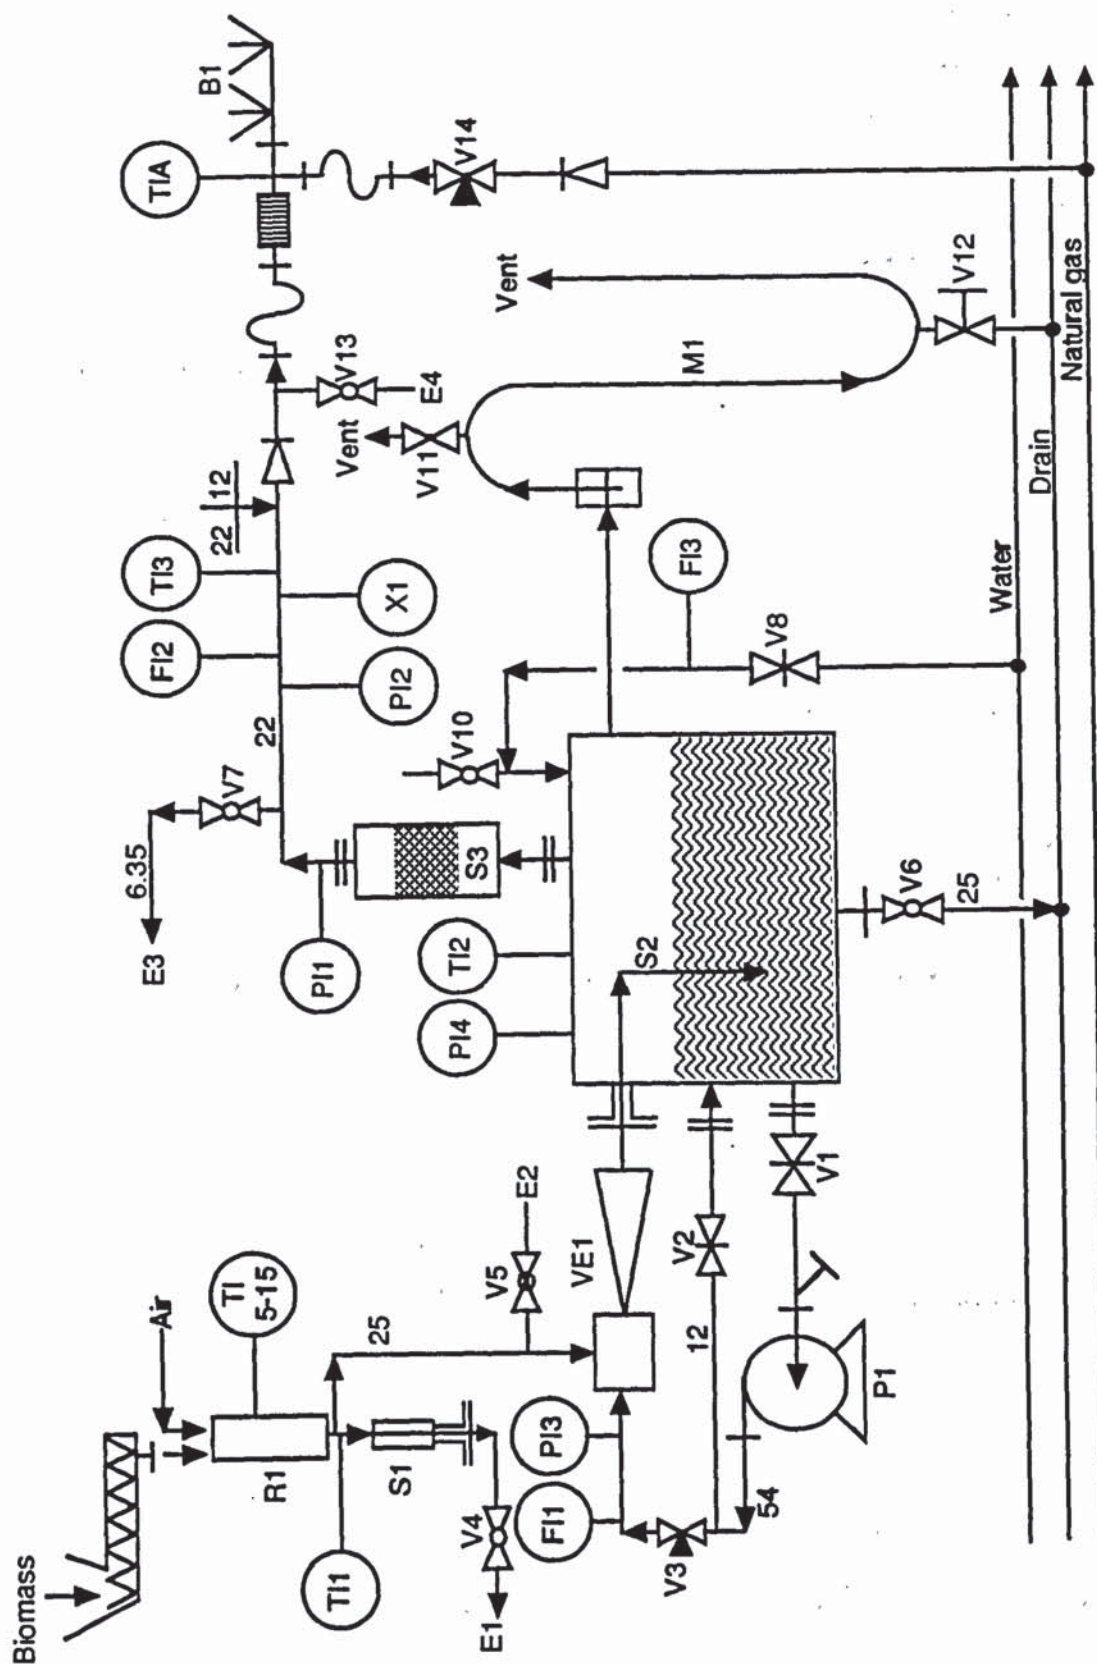 Biomass
Air
TI
5-15
R1
TI1
S1
25
V4
E1
V5
E2
FI1
PI3
VE1
V3
12
V2
54
P1
V1
S2
PI4
TI2
PI1
S3
E3
6.35
V7
22
V10
V6
25
FI2
TI3
PI2
X1
22
12
FI3
V8
V13
E4
Vent
V11
M1
Vent
V12
TIA
B1
V14
Water
Drain
Natural gas